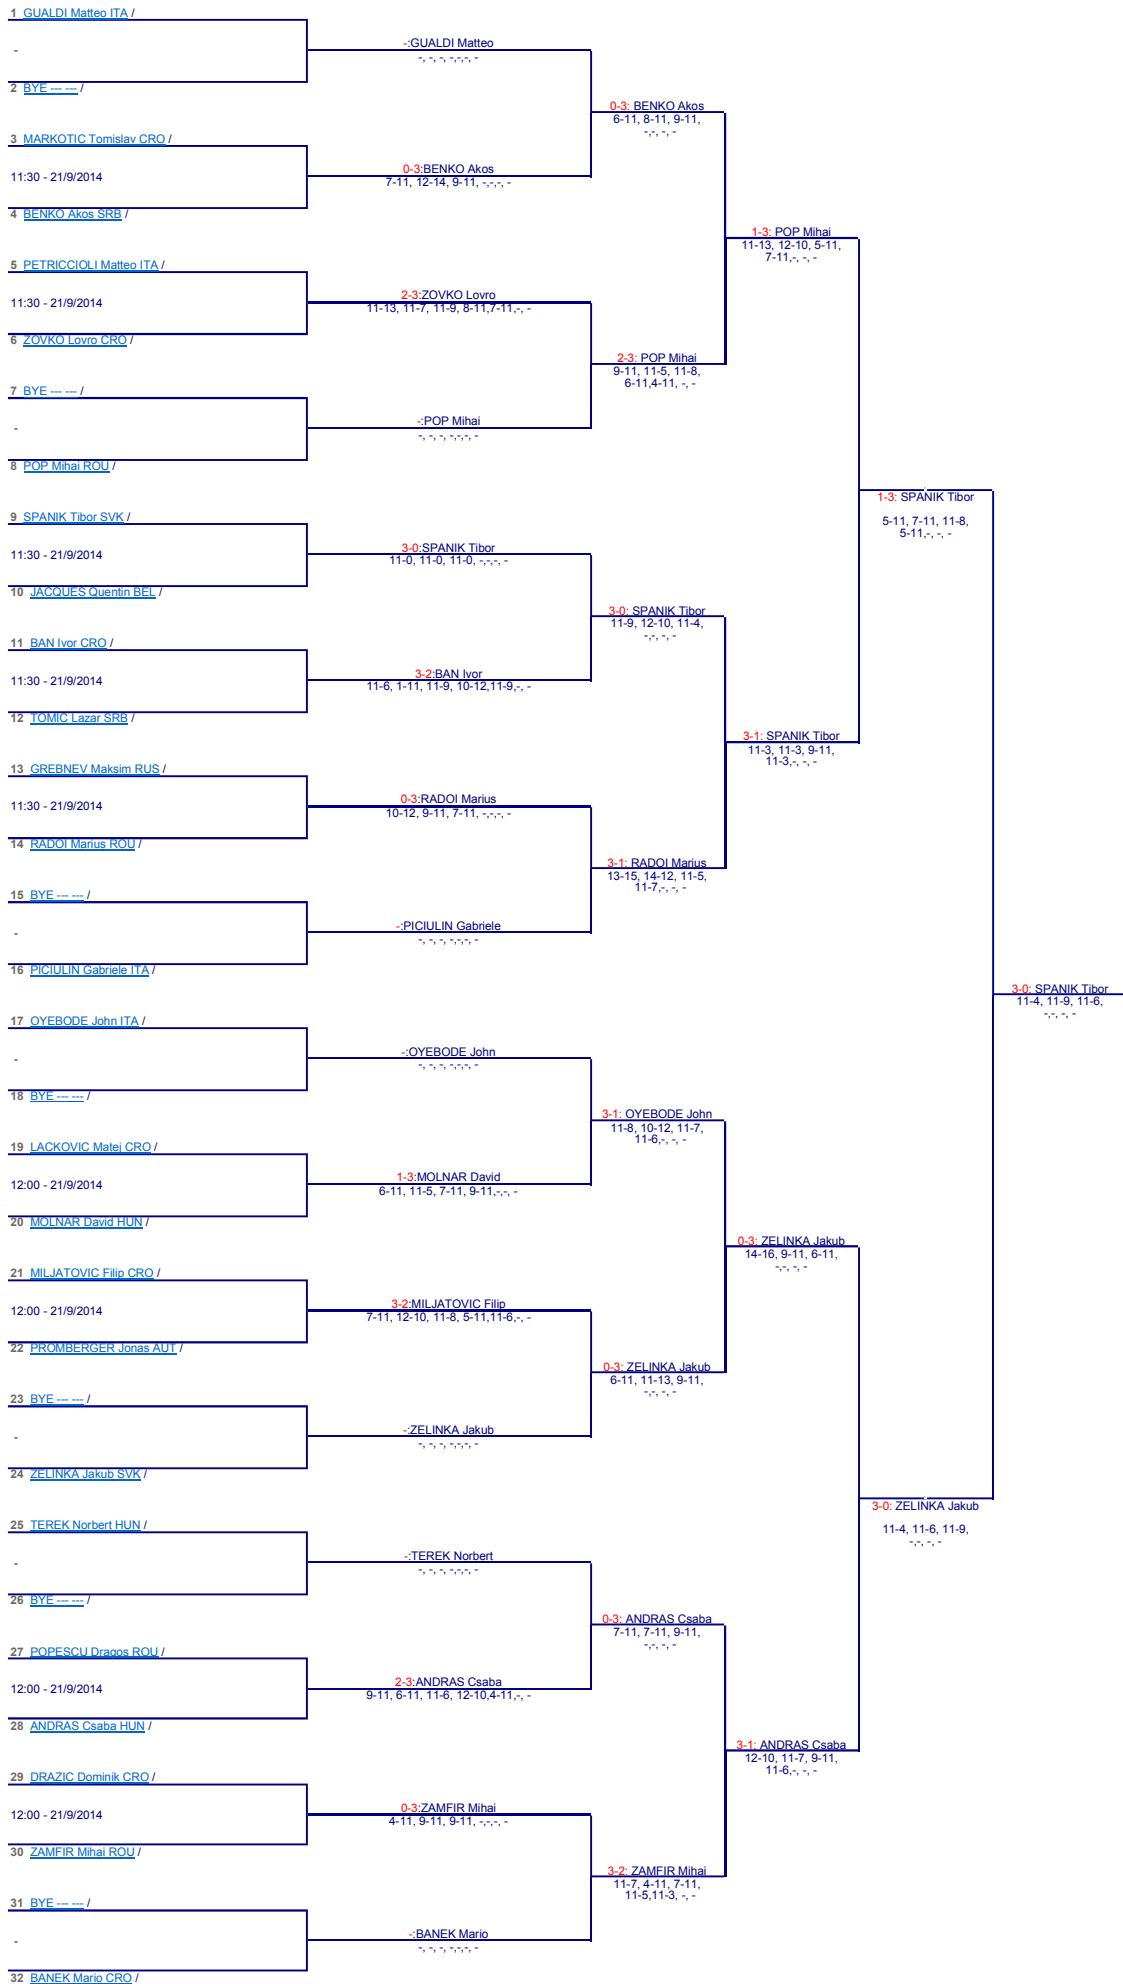 1 GUALDI Matteo ITA /
-
2 BYE --- --- /
3 MARKOTIC Tomislav CRO /
11:30 - 21/9/2014
4 BENKO Akos SRB /
5 PETRICCIOLI Matteo ITA /
11:30 - 21/9/2014
6 ZOVKO Lovro CRO /
7 BYE --- --- /
-
8 POP Mihai ROU /
9 SPANIK Tibor SVK /
11:30 - 21/9/2014
10 JACQUES Quentin BEL /
11 BAN Ivor CRO /
11:30 - 21/9/2014
12 TOMIC Lazar SRB /
13 GREBNEV Maksim RUS /
11:30 - 21/9/2014
14 RADOI Marius ROU /
15 BYE --- --- /
-
16 PICIULIN Gabriele ITA /
17 OYEBODE John ITA /
-
18 BYE --- --- /
19 LACKOVIC Matej CRO /
12:00 - 21/9/2014
20 MOLNAR David HUN /
21 MILJATOVIC Filip CRO /
12:00 - 21/9/2014
22 PROMBERGER Jonas AUT /
23 BYE --- --- /
-
24 ZELINKA Jakub SVK /
25 TEREK Norbert HUN /
-
26 BYE --- --- /
27 POPESCU Dragos ROU /
12:00 - 21/9/2014
28 ANDRAS Csaba HUN /
29 DRAZIC Dominik CRO /
12:00 - 21/9/2014
30 ZAMFIR Mihai ROU /
31 BYE --- --- /
-
32 BANEK Mario CRO /
-:GUALDI Matteo
-, -, -, -,-,-, -
0-3:BENKO Akos
7-11, 12-14, 9-11, -,-,-, -
2-3:ZOVKO Lovro
11-13, 11-7, 11-9, 8-11,7-11,-, -
-:POP Mihai
-, -, -, -,-,-, -
3-0:SPANIK Tibor
11-0, 11-0, 11-0, -,-,-, -
3-2:BAN Ivor
11-6, 1-11, 11-9, 10-12,11-9,-, -
0-3:RADOI Marius
10-12, 9-11, 7-11, -,-,-, -
-:PICIULIN Gabriele
-, -, -, -,-,-, -
-:OYEBODE John
-, -, -, -,-,-, -
1-3:MOLNAR David
6-11, 11-5, 7-11, 9-11,-,-, -
3-2:MILJATOVIC Filip
7-11, 12-10, 11-8, 5-11,11-6,-, -
-:ZELINKA Jakub
-, -, -, -,-,-, -
-:TEREK Norbert
-, -, -, -,-,-, -
2-3:ANDRAS Csaba
9-11, 6-11, 11-6, 12-10,4-11,-, -
0-3:ZAMFIR Mihai
4-11, 9-11, 9-11, -,-,-, -
-:BANEK Mario
-, -, -, -,-,-, -
0-3: BENKO Akos
6-11, 8-11, 9-11,
-,-, -, -
2-3: POP Mihai
9-11, 11-5, 11-8,
6-11,4-11, -, -
3-0: SPANIK Tibor
11-9, 12-10, 11-4,
-,-, -, -
3-1: RADOI Marius
13-15, 14-12, 11-5,
11-7,-, -, -
3-1: OYEBODE John
11-8, 10-12, 11-7,
11-6,-, -, -
0-3: ZELINKA Jakub
6-11, 11-13, 9-11,
-,-, -, -
0-3: ANDRAS Csaba
7-11, 7-11, 9-11,
-,-, -, -
3-2: ZAMFIR Mihai
11-7, 4-11, 7-11,
11-5,11-3, -, -
1-3: POP Mihai
11-13, 12-10, 5-11,
7-11,-, -, -
3-1: SPANIK Tibor
11-3, 11-3, 9-11,
11-3,-, -, -
0-3: ZELINKA Jakub
14-16, 9-11, 6-11,
-,-, -, -
3-1: ANDRAS Csaba
12-10, 11-7, 9-11,
11-6,-, -, -
1-3: SPANIK Tibor
5-11, 7-11, 11-8,
5-11,-, -, -
3-0: ZELINKA Jakub
11-4, 11-6, 11-9,
-,-, -, -
3-0: SPANIK Tibor
11-4, 11-9, 11-6,
-,-, -, -